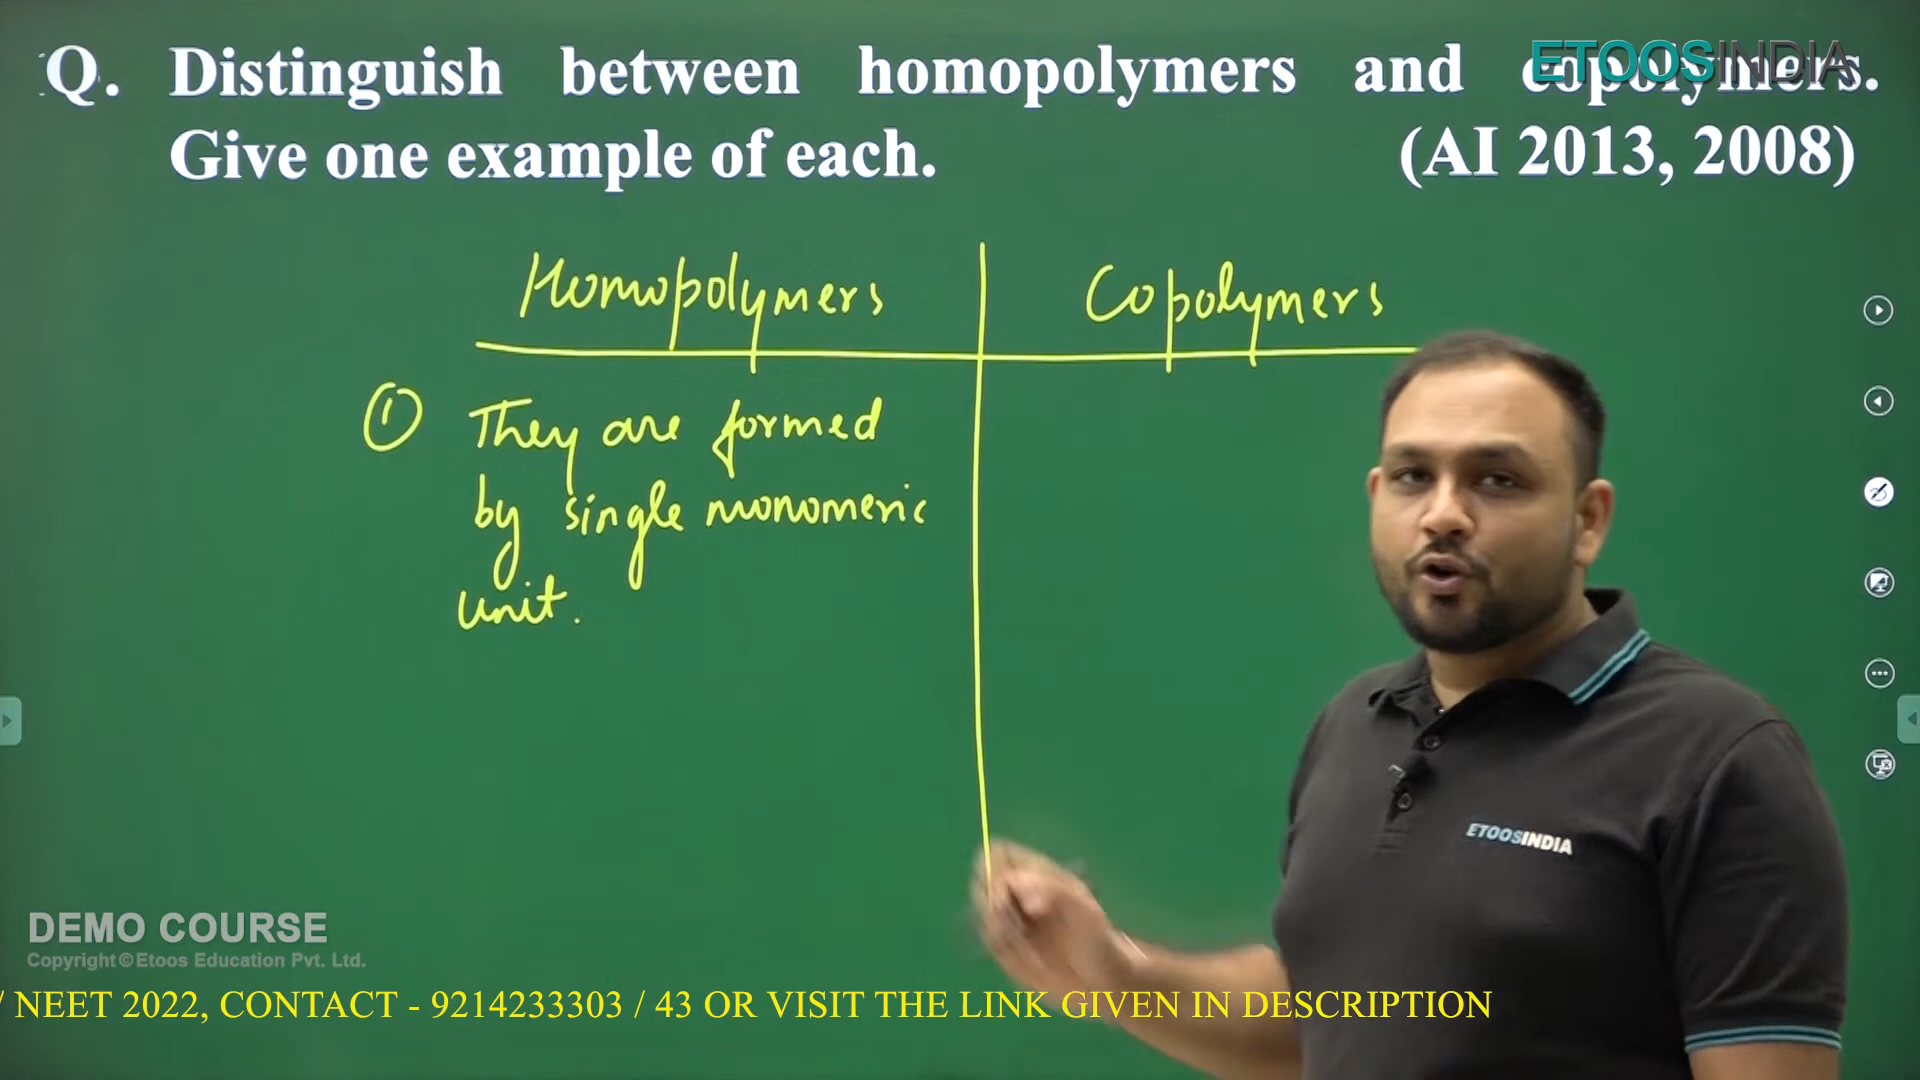 Q. Distinguish between homopolymers and copolymers.
ETOOSINDIA
Give one example of each. (AI 2013, 2008)
Homopolymers Copolymers
① They are formed
by single monomeric
unit.
ETOOSINDIA
DEMO COURSE
Copyright © Etoos Education Pvt. Ltd.
/ NEET 2022, CONTACT - 9214233303 / 43 OR VISIT THE LINK GIVEN IN DESCRIPTION